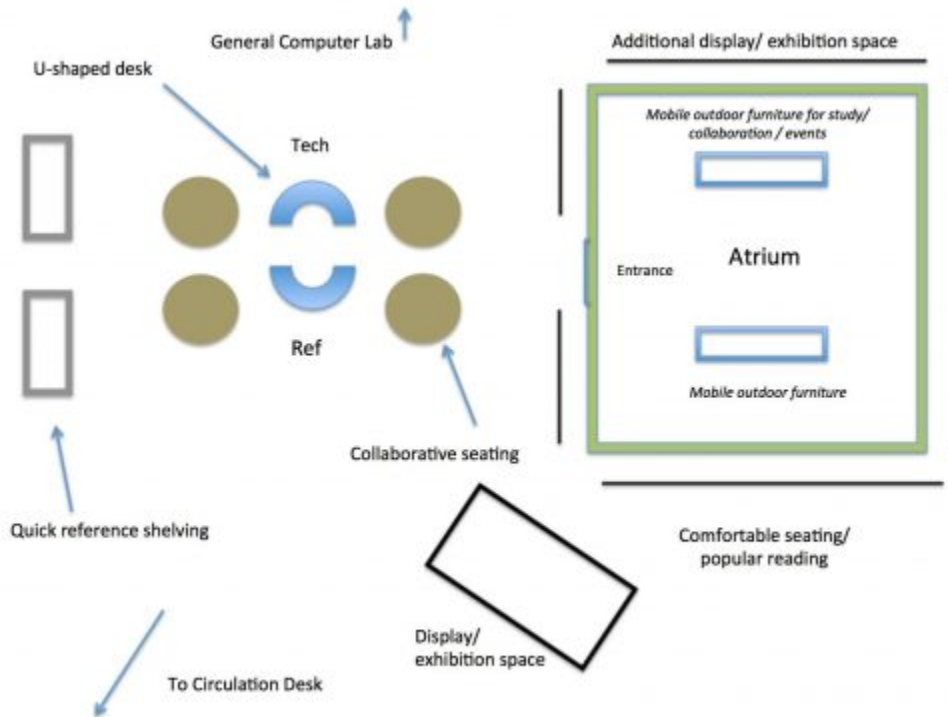 General Computer Lab
Additional display/ exhibition space
U-shaped desk
Mobile outdoor furniture for study/
collaboration / events
Tech
Atrium
Entrance
Ref
Mobile outdoor furniture
Collaborative seating
Quick reference shelving
Comfortable seating/
popular reading
Display/
exhibition space
To Circulation Desk